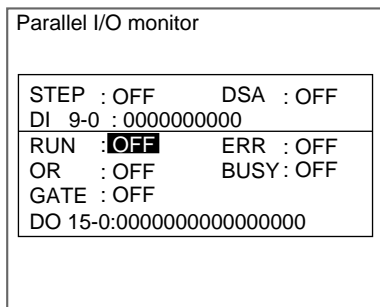 Parallel I/O monitor
STEP : OFF DSA : OFF
DI 9-0 : 0000000000
RUN : OFF ERR : OFF
OR : OFF BUSY : OFF
GATE : OFF
DO 15-0:0000000000000000